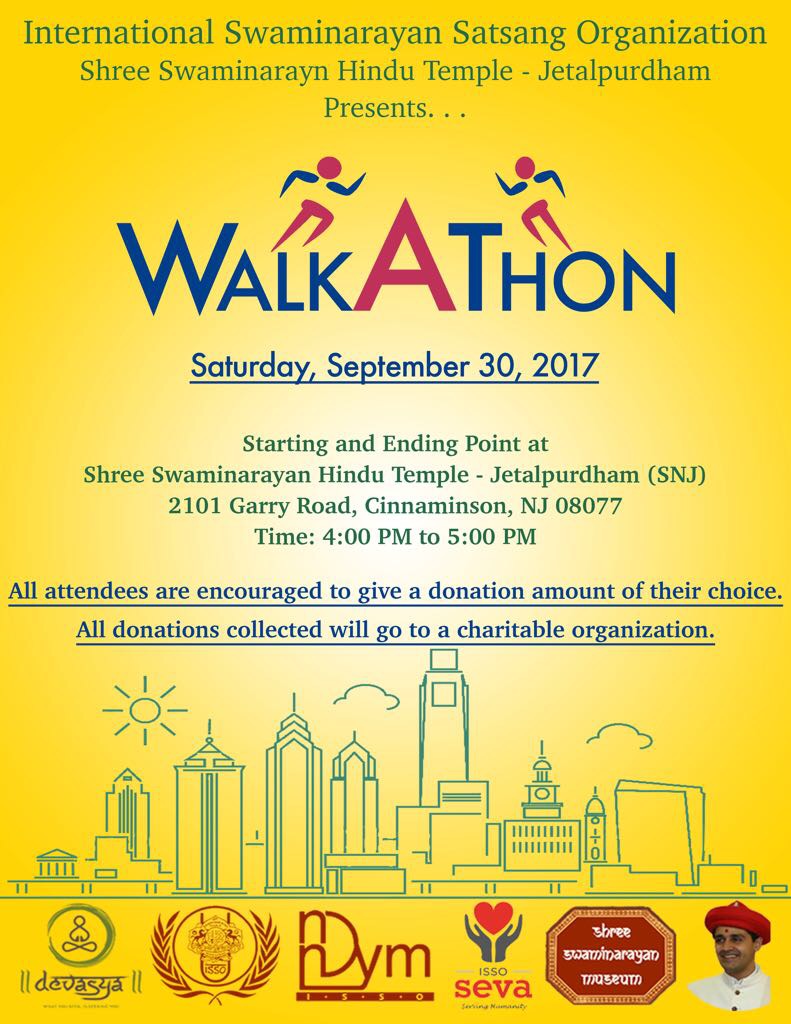 International Swaminarayan Satsang Organization
Shree Swaminarayn Hindu Temple - Jetalpurdham
Presents. . .
WALKATHON
Saturday, September 30, 2017
Starting and Ending Point at
Shree Swaminarayan Hindu Temple - Jetalpurdham (SNJ)
2101 Garry Road, Cinnaminson, NJ 08077
Time: 4:00 PM to 5:00 PM
All attendees are encouraged to give a donation amount of their choice.
All donations collected will go to a charitable organization.
|| devasya ||
ISSO
NNDYM
ISSO
ISSO
seva
Serving Humanity
shree
swaminarayan
museum